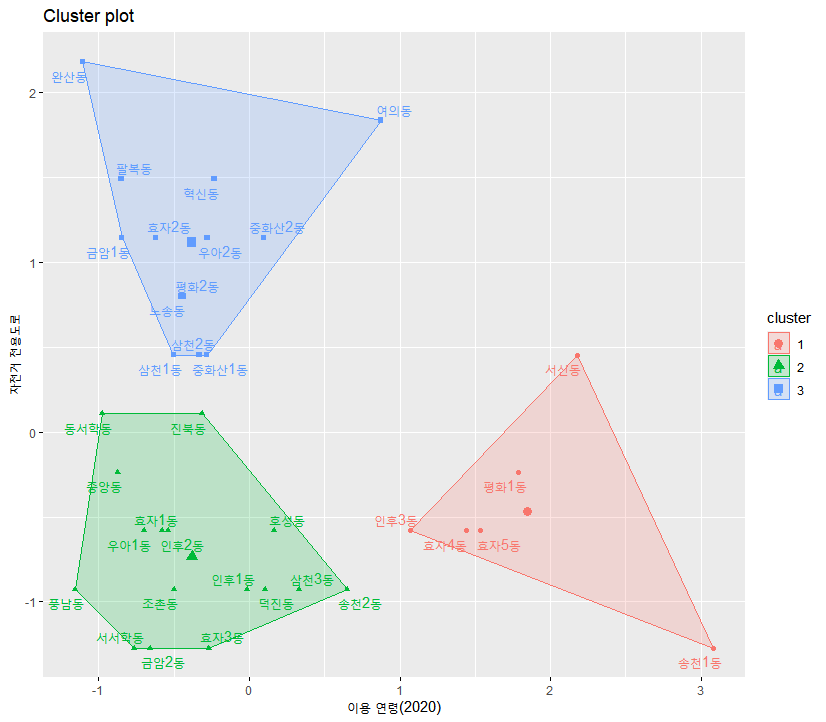 Cluster plot
완산동
여의동
팔복동
혁신동
효자2동
중화산2동
금암1동
우아2동
평화2동
노송동
삼천2동
삼천1동
중화산1동
서신동
동서학동
진북동
중앙동
평화1동
효자1동
호성동
인후3동
우아1동
인후2동
효자4동
효자5동
인후1동
삼천3동
풍남동
조촌동
덕진동
송천2동
서서학동
효자3동
금암2동
송천1동
2
1
0
-1
-1
0
1
2
3
자전거 전용도로
이용 연령(2020)
cluster
1
2
3